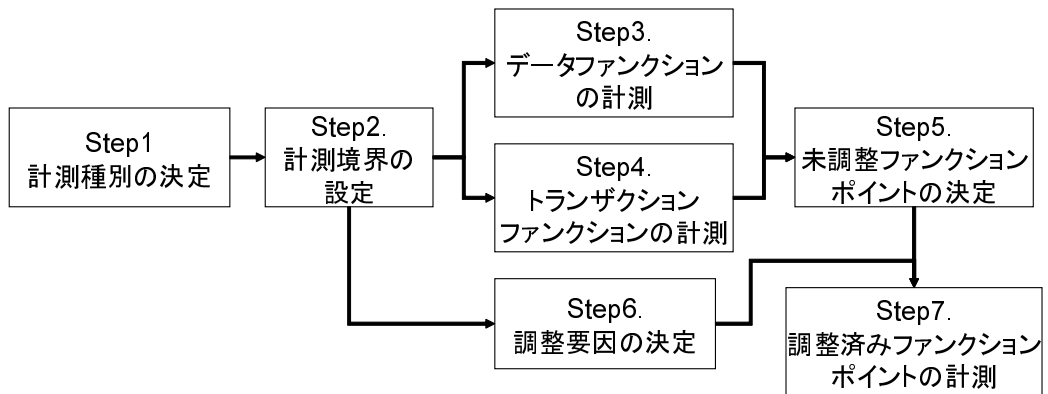 Step1
計測種別の決定
Step2.
計測境界の
設定
Step3.
データファンクション
の計測
Step4.
トランザクション
ファンクションの計測
Step5.
未調整ファンクション
ポイントの決定
Step6.
調整要因の決定
Step7.
調整済みファンクション
ポイントの計測